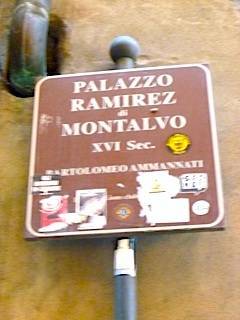 PALAZZO
RAMIREZ
di
MONTALVO
XVI Sec.
BARTOLOMEO AMMANNATI